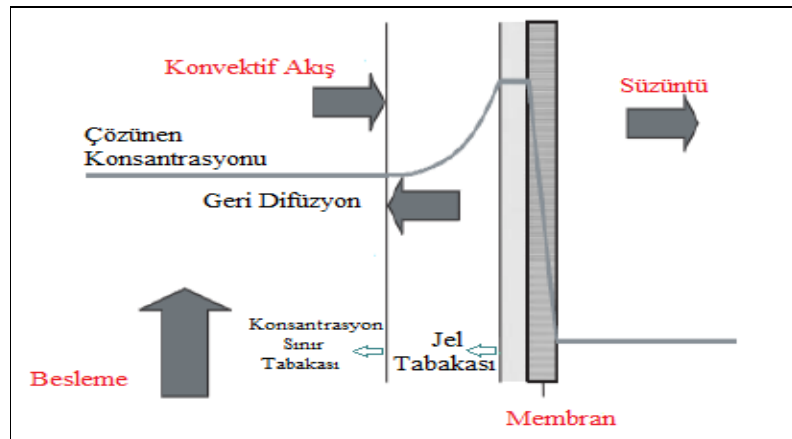 Konvektif Akış
Süzüntü
Çözünen
Konsantrasyonu
Geri Difüzyon
Konsantrasyon
Sınır
Tabakası
Jel
Tabakası
Besleme
Membran